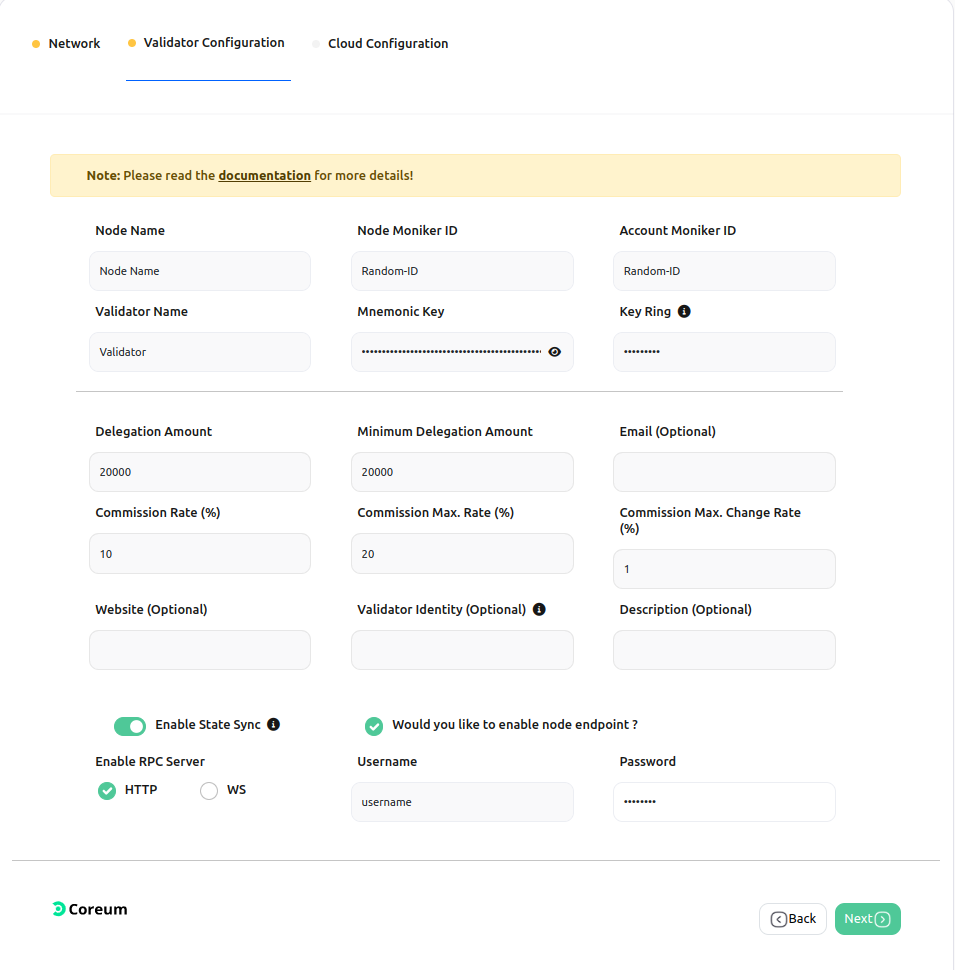 Network
Validator Configuration
Cloud Configuration
Note: Please read the documentation for more details!
Node Name
Node Moniker ID
Account Moniker ID
Node Name
Random-ID
Random-ID
Validator Name
Mnemonic Key
Key Ring
Validator
Delegation Amount
Minimum Delegation Amount
Email (Optional)
20000
20000
Commission Rate (%)
Commission Max. Rate (%)
Commission Max. Change Rate
(%)
10
20
1
Website (Optional)
Validator Identity (Optional)
Description (Optional)
Enable State Sync
Would you like to enable node endpoint ?
Enable RPC Server
Username
Password
HTTP
WS
username
Coreum
Back
Next